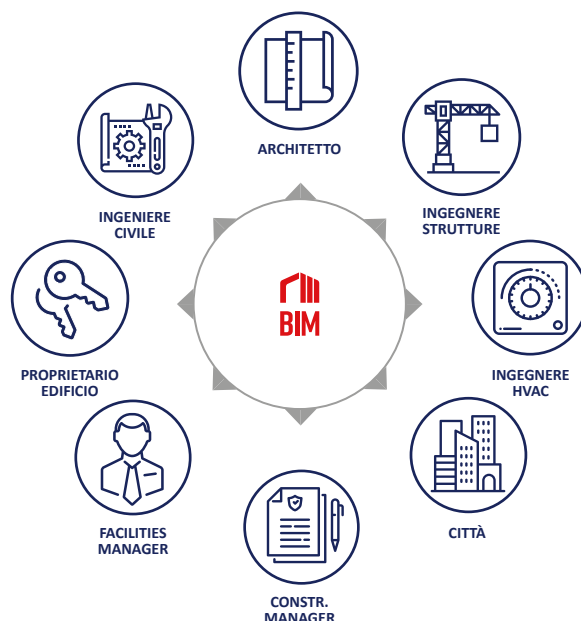 ARCHITETTO
INGEGNERE
STRUTTURE
INGEGNERE
HVAC
CITTÀ
CONSTR.
MANAGER
FACILITIES
MANAGER
PROPRIETARIO
EDIFICIO
INGENIERE
CIVILE
BIM